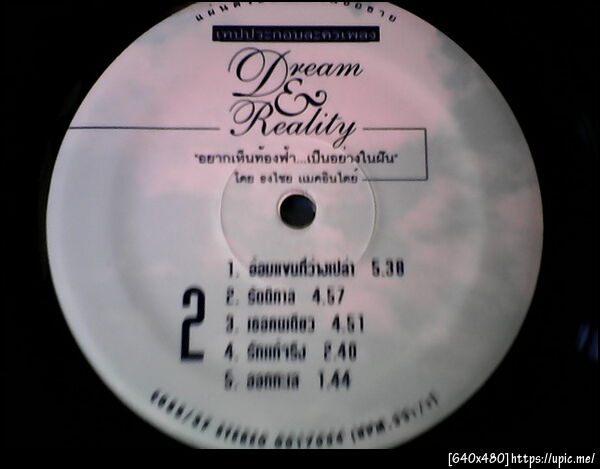 เทปประกอบละครเพลง
Dream
&
Reality
"อยากเห็นท้องฟ้า...เป็นอย่างในฝัน"
โดย ธงไชย แมคอินไตย์
2
1. อ้อมแขนที่ว่างเปล่า 5.38
2. รัตติกาล 4.57
3. เธอคนเดียว 4.51
4. รักแท้จริง 2.40
5. ออกทะเล 1.44
STEREO
[640x480]https://upic.me/